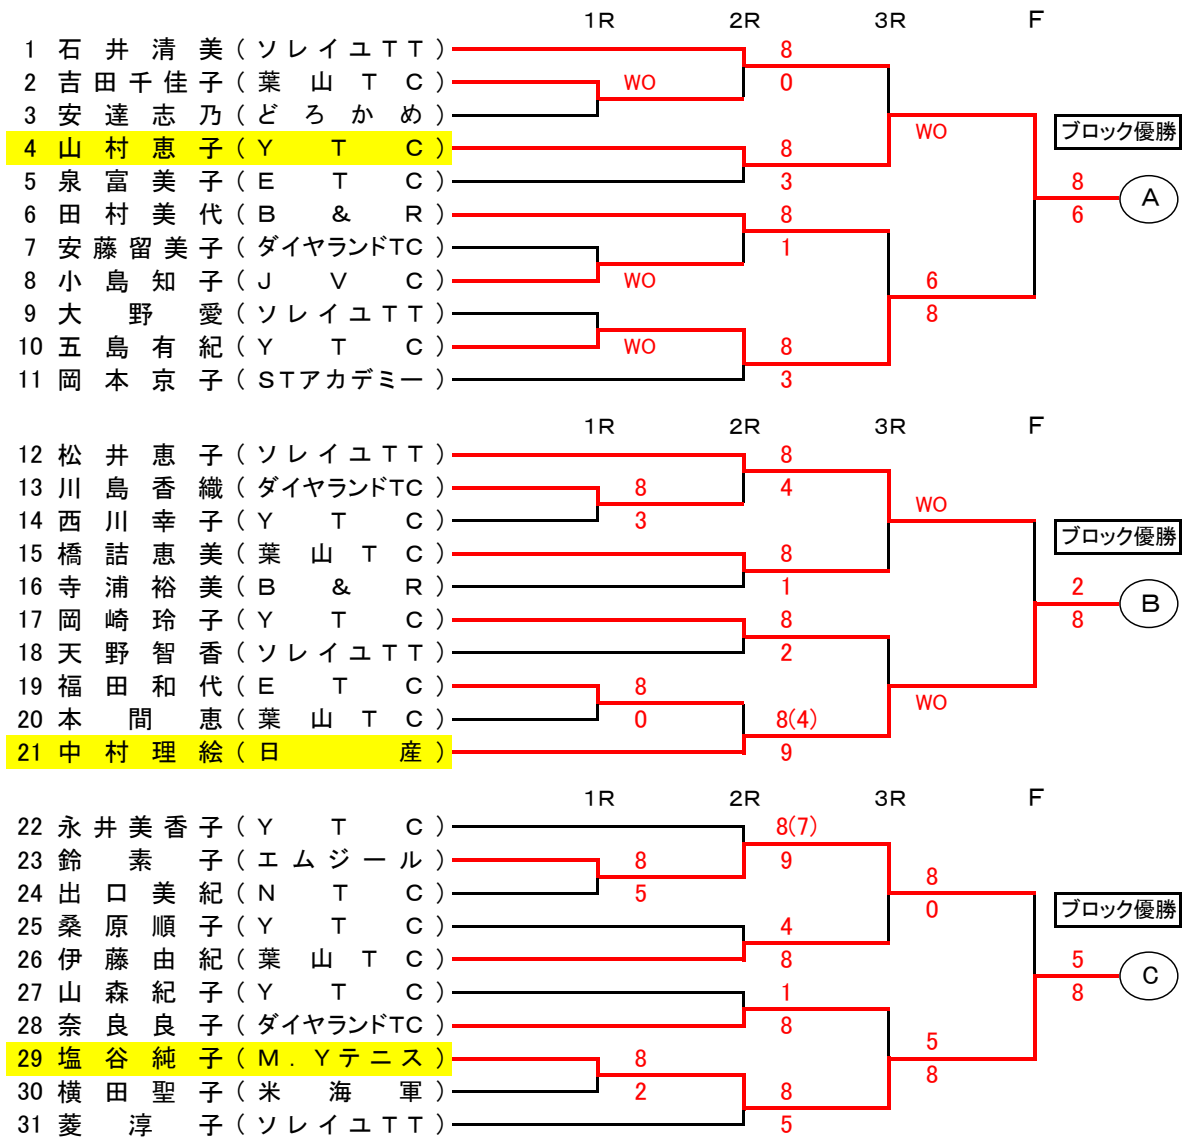 1R 2R 3R F
1 石井清美(ソレイユTT) 8
2 吉田千佳子(葉山TC) WO 0
3 安達志乃(どろかめ)
WO ブロック優勝
4 山村恵子(YTC) 8
5 泉富美子(ETC) 3 8
A
6 田村美代(B&R) 8 6
7 安藤留美子(ダイヤランドTC) 1
8 小島知子(JVC) WO 6
9 大野愛(ソレイユTT) 8
10 五島有紀(YTC) WO 8
11 岡本京子(STアカデミー) 3
1R 2R 3R F
12 松井恵子(ソレイユTT) 8
13 川島香織(ダイヤランドTC) 8 4
WO
14 西川幸子(YTC) 3
ブロック優勝
15 橋詰恵美(葉山TC) 8
16 寺浦裕美(B&R) 1 2
B
17 岡崎玲子(YTC) 8 8
18 天野智香(ソレイユTT) 2
19 福田和代(ETC) 8
WO
20 本間恵(葉山TC) 0 8(4)
21 中村理絵(日産) 9
1R 2R 3R F
22 永井美香子(YTC) 8(7)
23 鈴素子(エムジール) 8 9
8
24 出口美紀(NTC) 5
0 ブロック優勝
25 桑原順子(YTC) 4
26 伊藤由紀(葉山TC) 8 5
C
27 山森紀子(YTC) 1 8
28 奈良良子(ダイヤランドTC) 8
5
29 塩谷純子(M.Yテニス) 8
8
30 横田聖子(米海軍) 2 8
31 菱淳子(ソレイユTT) 5